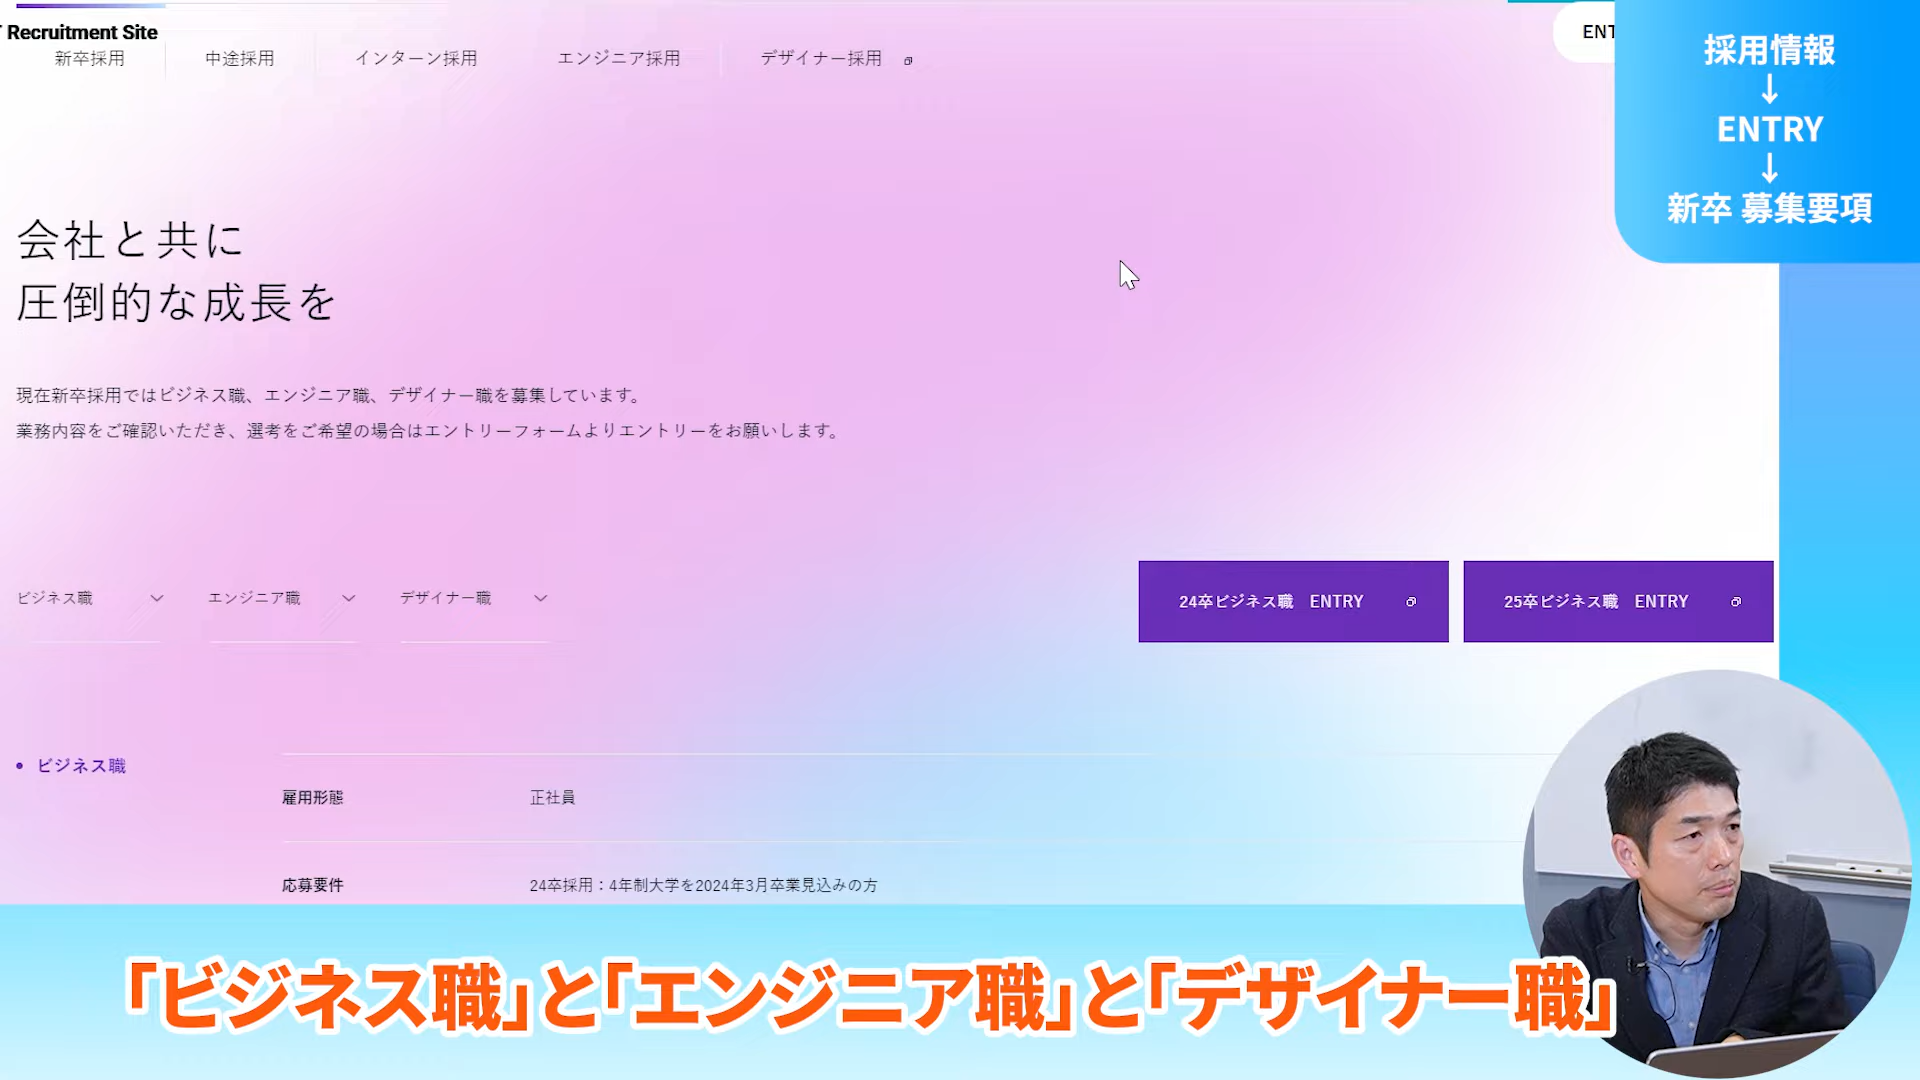 Recruitment Site
新卒採用
中途採用
インターン採用
エンジニア採用
デザイナー採用
採用情報
↓
ENTRY
↓
新卒 募集要項
会社と共に
圧倒的な成長を
現在新卒採用ではビジネス職、エンジニア職、デザイナー職を募集しています。
業務内容をご確認いただき、選考をご希望の場合はエントリーフォームよりエントリーをお願いします。
ビジネス職
エンジニア職
デザイナー職
24卒ビジネス職 ENTRY
25卒ビジネス職 ENTRY
• ビジネス職
雇用形態
正社員
応募要件
24卒採用：4年制大学を2024年3月卒業見込みの方
「ビジネス職」と「エンジニア職」と「デザイナー職」